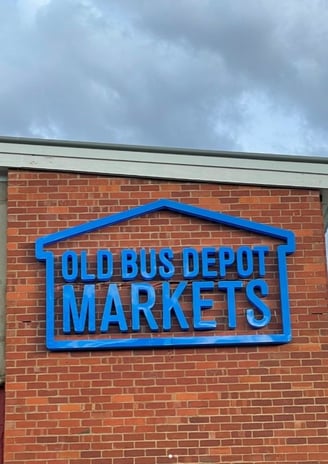 OLD BUS DEPOT
MARKETS